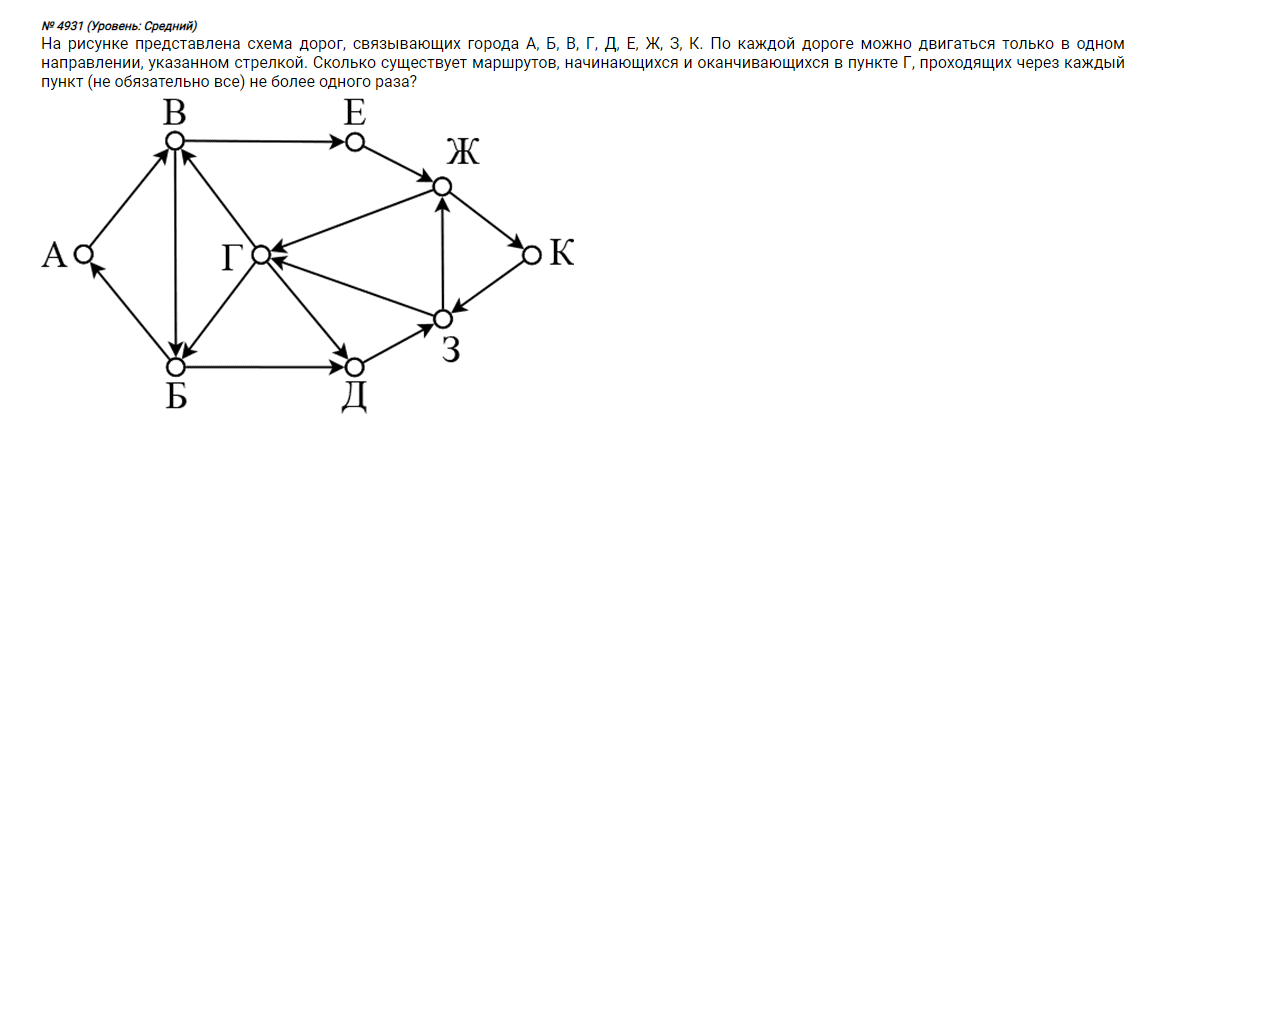 № 4931 (Уровень: Средний)
На рисунке представлена схема дорог, связывающих города А, Б, В, Г, Д, Е, Ж, З, К. По каждой дороге можно двигаться только в одном
направлении, указанном стрелкой. Сколько существует маршрутов, начинающихся и оканчивающихся в пункте Г, проходящих через каждый
пункт (не обязательно все) не более одного раза?
В
Е
Ж
А
Г
К
З
Б
Д